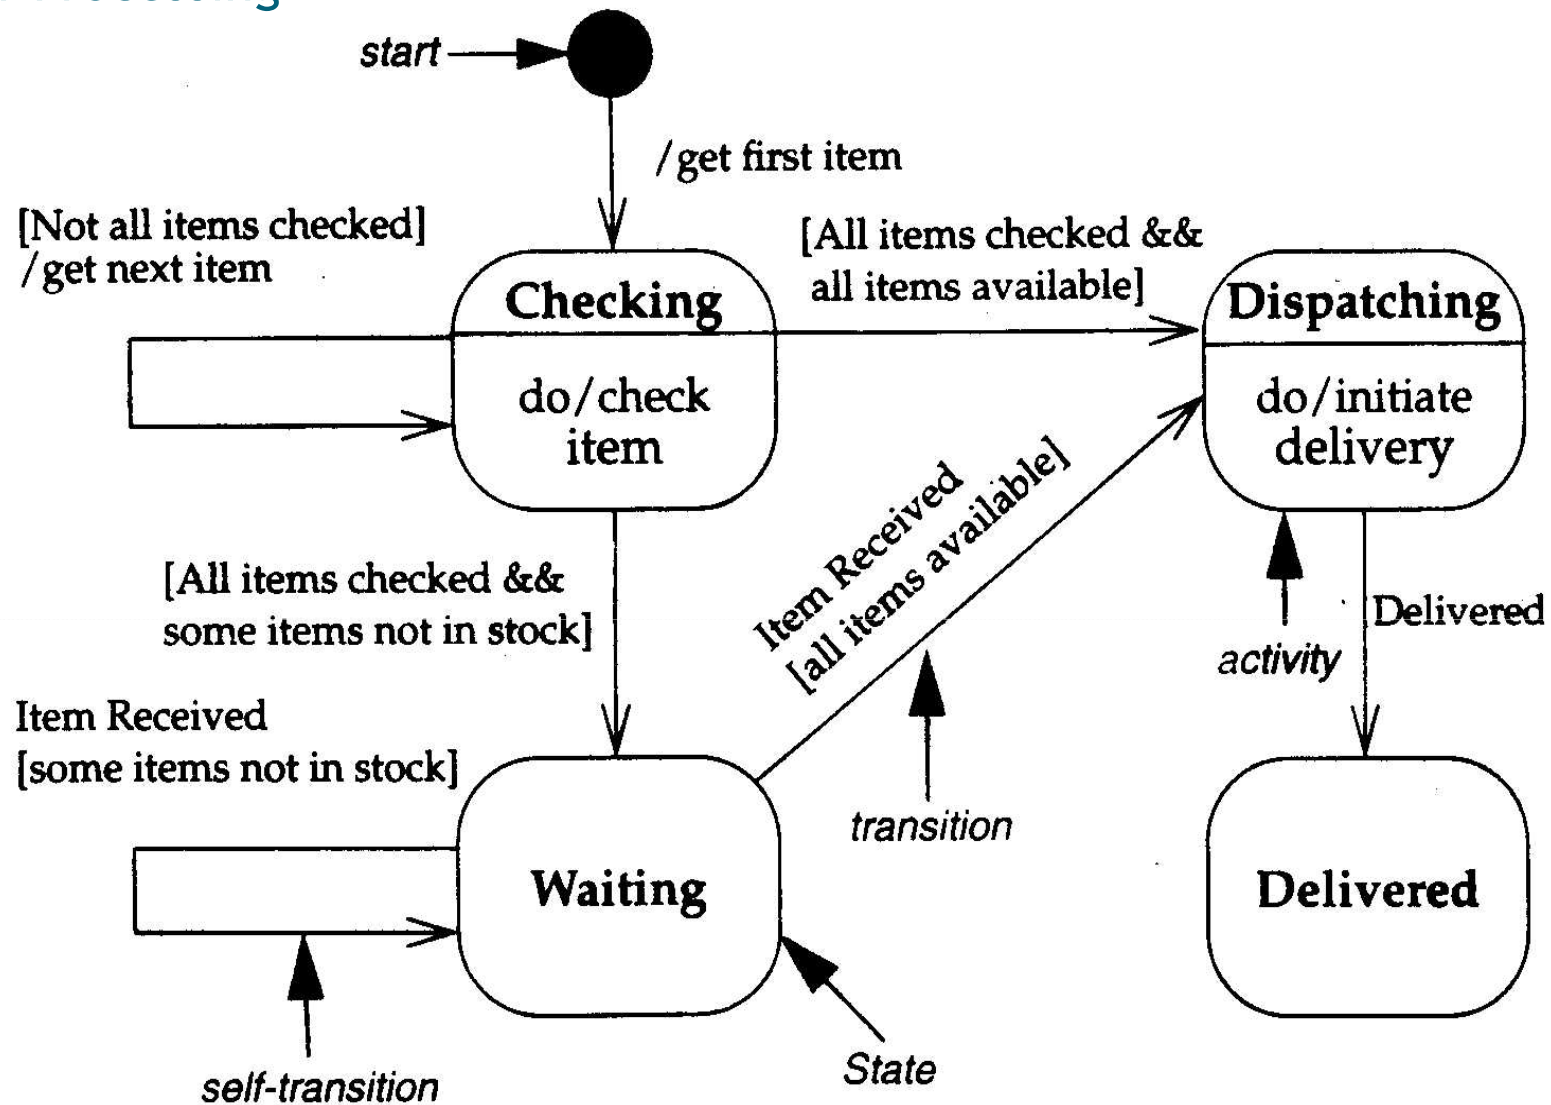 start
/get first item
[Not all items checked]
/get next item
[All items checked &&
all items available]
Checking
do/check
item
Dispatching
do/initiate
delivery
[All items checked &&
some items not in stock]
Item Received
[all items available]
activity
Delivered
Item Received
[some items not in stock]
transition
Waiting
Delivered
self-transition
State